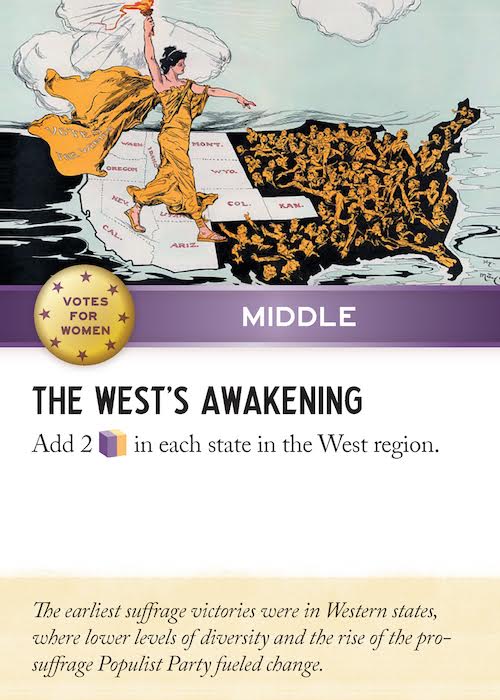 VOTES
FOR WOMEN
WASH.
IDAHO
MONT.
OREGON
WYO.
NEV.
UTAH
COL.
KAN.
CAL.
ARIZ.
VOTES
FOR
WOMEN
MIDDLE
THE WEST'S AWAKENING
Add 2 in each state in the West region.
The earliest suffrage victories were in Western states,
where lower levels of diversity and the rise of the pro-
suffrage Populist Party fueled change.